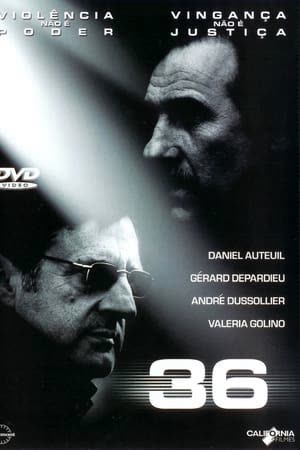 VIOLÊNCIA
NÃO É
PODER
VINGANÇA
NÃO É
JUSTIÇA
DVD
VIDEO
DANIEL AUTEUIL
GÉRARD DEPARDIEU
ANDRÉ DUSSOLLIER
VALERIA GOLINO
36
CALIFORNIA
FILMES